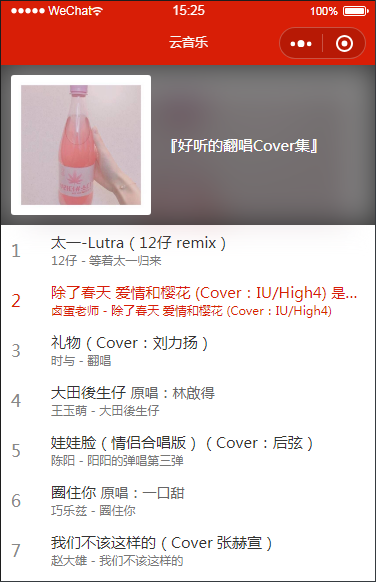 WeChat 15:25 100%
云音乐
『好听的翻唱Cover集』
1 太一-Lutra（12仔 remix）
12仔 - 等着太一归来
2 除了春天 爱情和樱花 (Cover：IU/High4) 是...
卤蛋老师 - 除了春天 爱情和樱花 (Cover：IU/High4)
3 礼物（Cover：刘力扬）
时与 - 翻唱
4 大田後生仔 原唱：林啟得
王玉萌 - 大田後生仔
5 娃娃脸（情侣合唱版）（Cover：后弦）
陈阳 - 阳阳的弹唱第三弹
6 圈住你 原唱：一口甜
巧乐兹 - 圈住你
7 我们不该这样的（Cover 张赫宣）
赵大雄 - 我们不该这样的